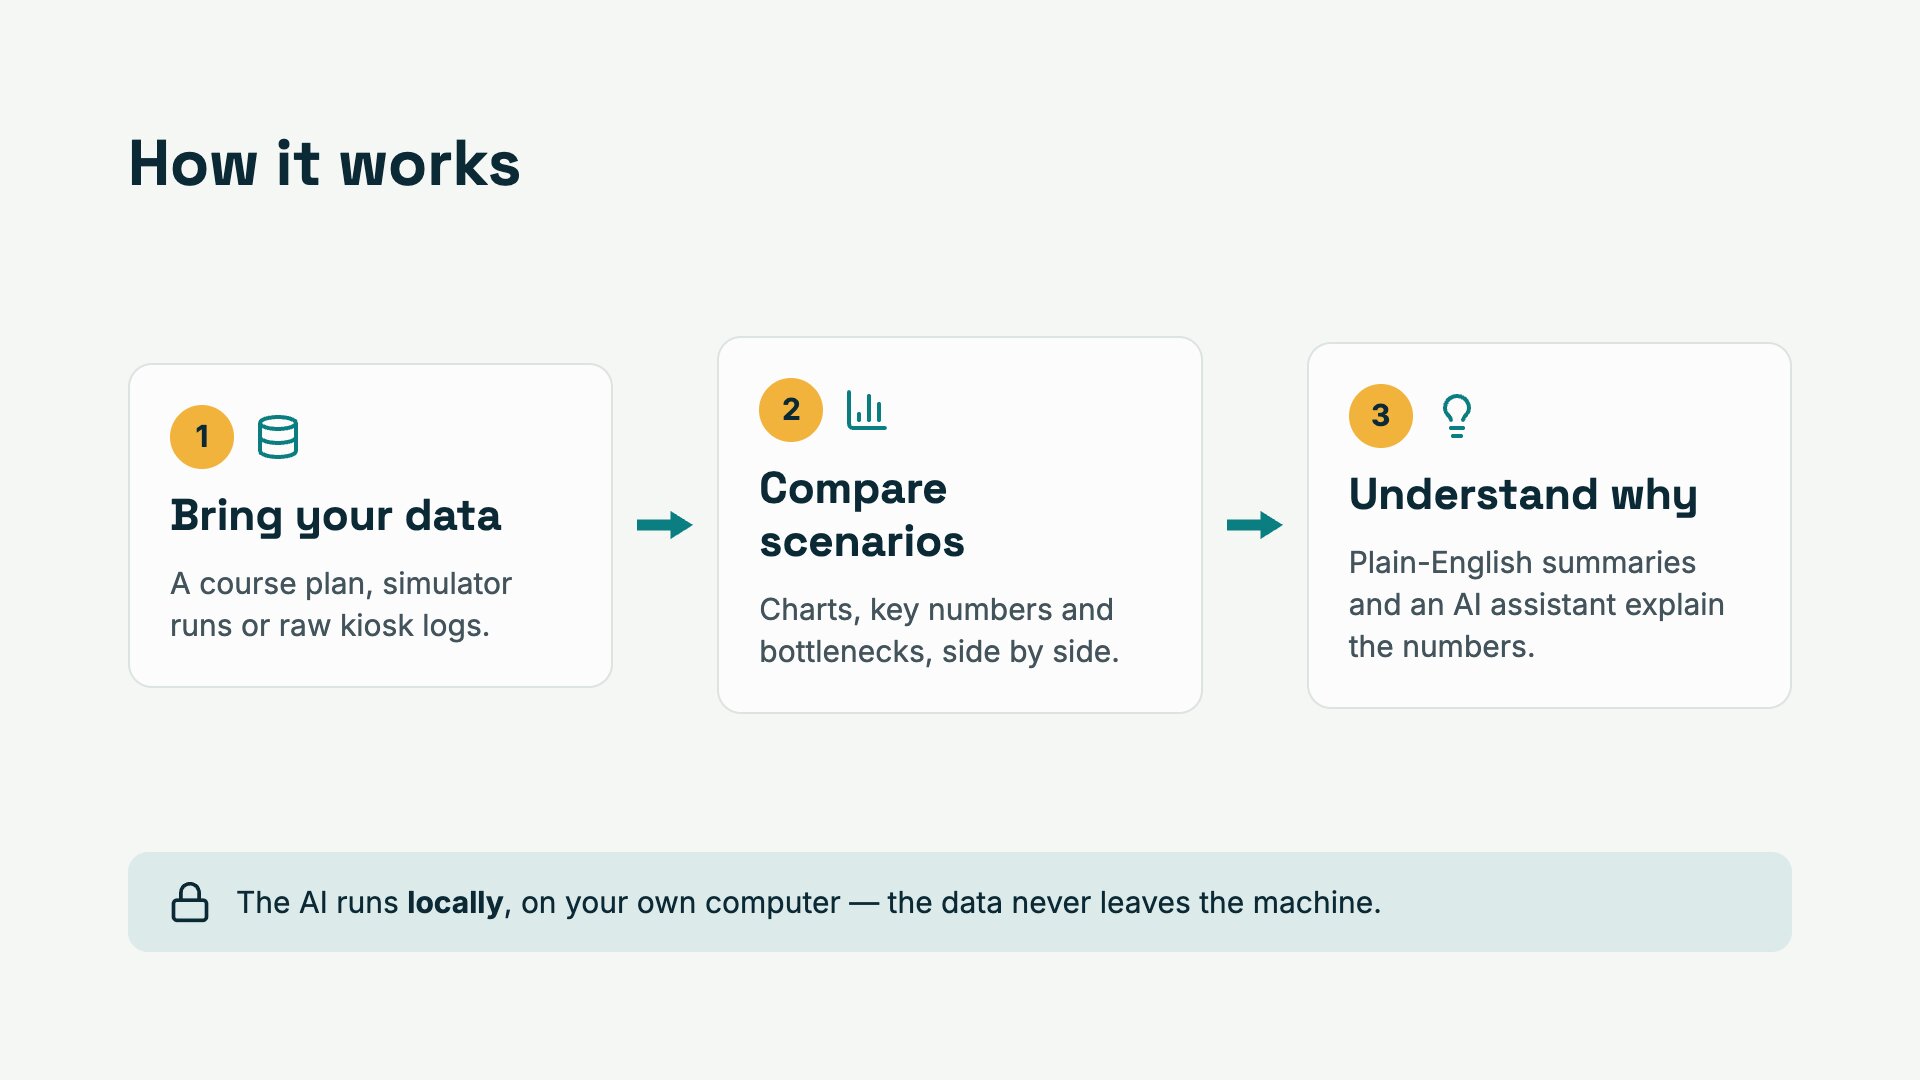 How it works
1
Bring your data
A course plan, simulator
runs or raw kiosk logs.
2
Compare
scenarios
Charts, key numbers and
bottlenecks, side by side.
3
Understand why
Plain-English summaries
and an AI assistant explain
the numbers.
The AI runs locally, on your own computer — the data never leaves the machine.